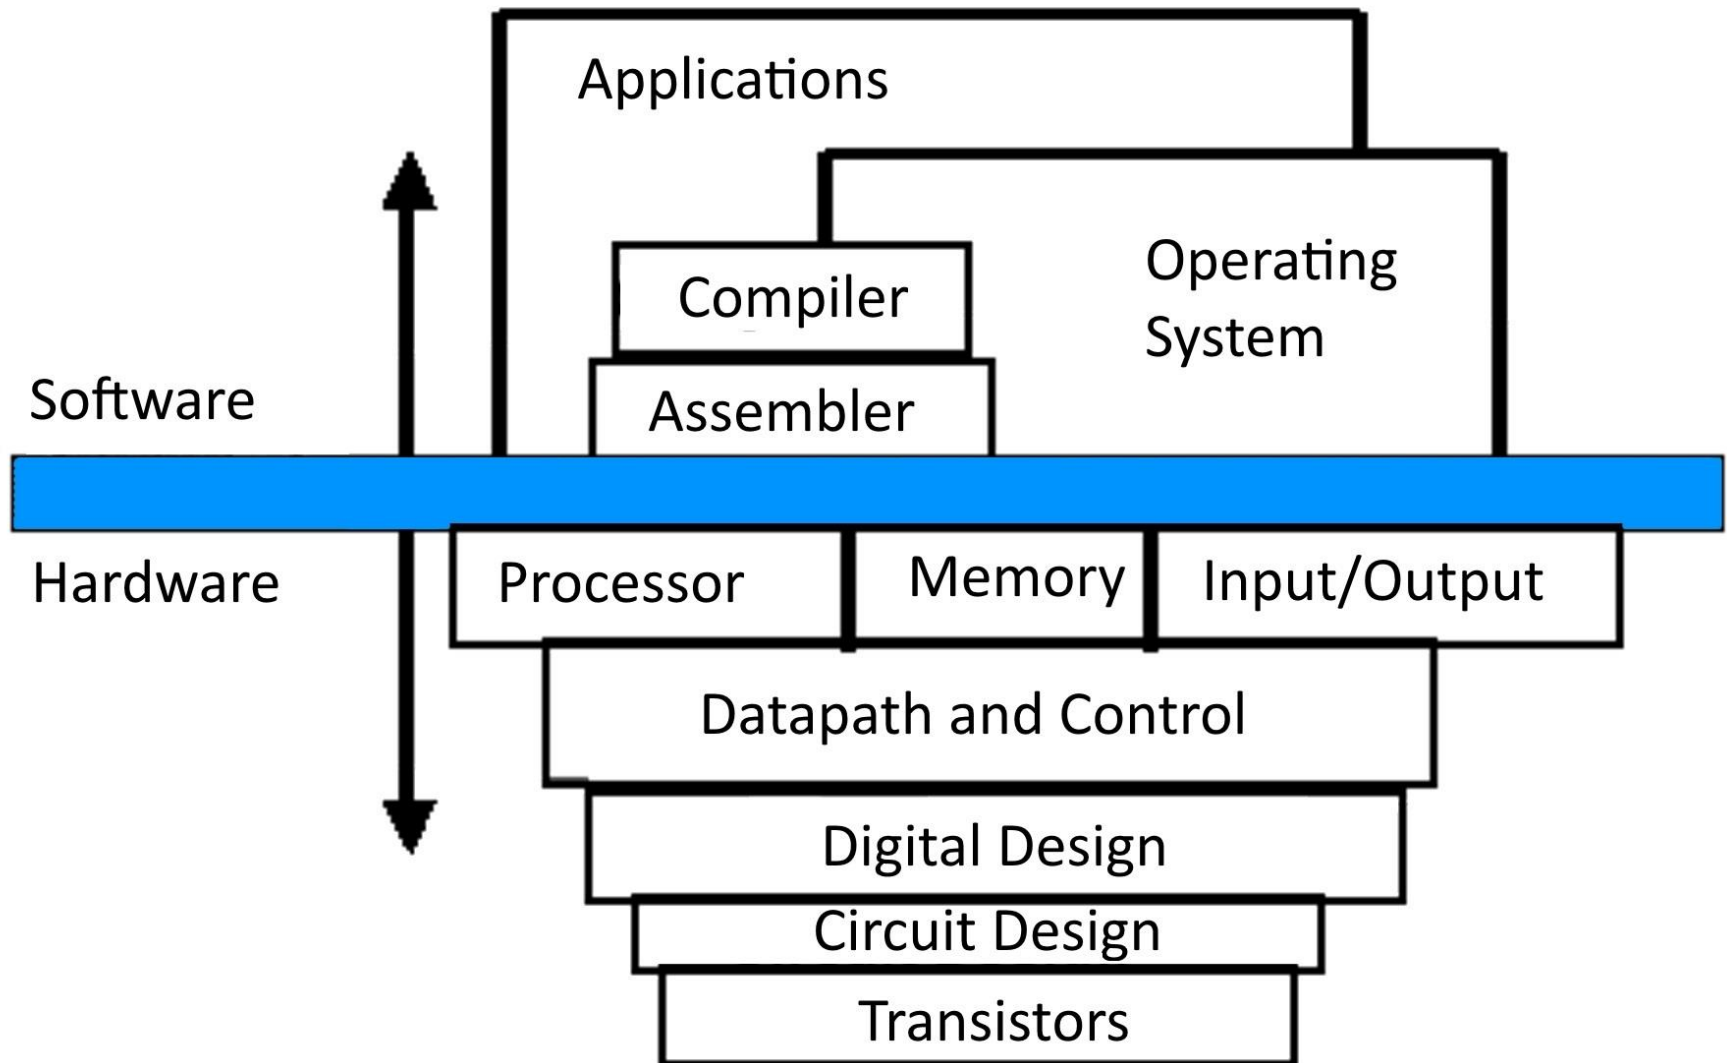 Applications
Compiler
Operating
System
Assembler
Software
Hardware
Processor
Memory
Input/Output
Datapath and Control
Digital Design
Circuit Design
Transistors